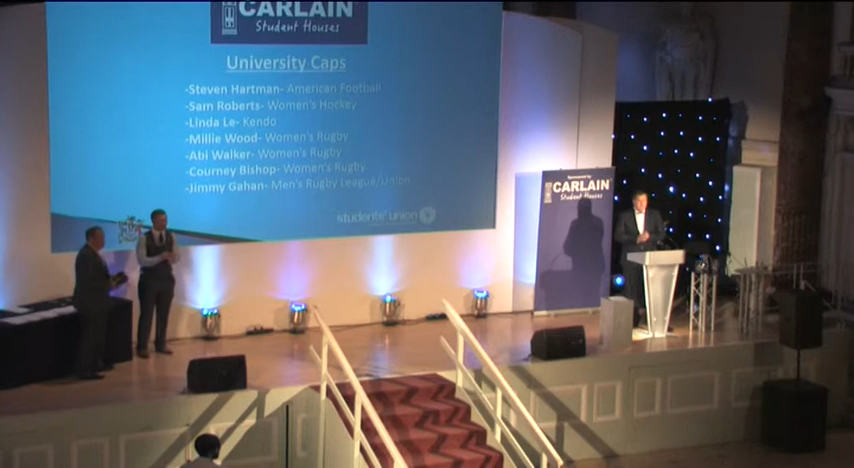 CARLAIN
Student Houses
University Caps
-Steven Hartman- American Football
-Sam Roberts- Women's Hockey
-Linda Le- Kendo
-Millie Wood- Women's Rugby
-Abi Walker- Women's Rugby
-Courney Bishop- Women's Rugby
-Jimmy Gahan- Men's Rugby League/Union
students' union
Sponsored by
CARLAIN
Student Houses